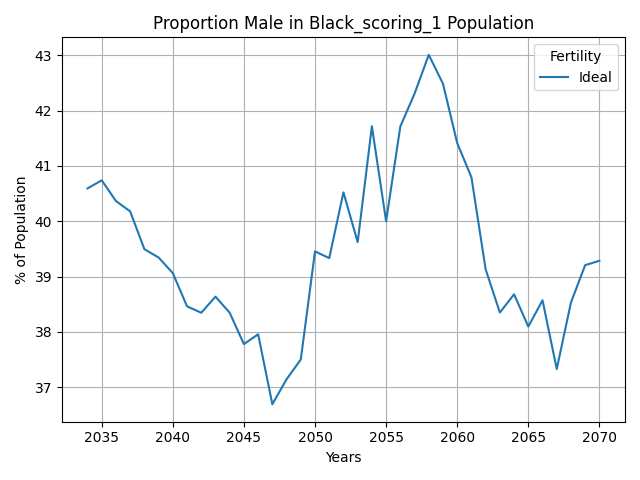 Proportion Male in Black_scoring_1 Population
Fertility
Ideal
43
42
41
40
39
38
37
% of Population
2035 2040 2045 2050 2055 2060 2065 2070
Years